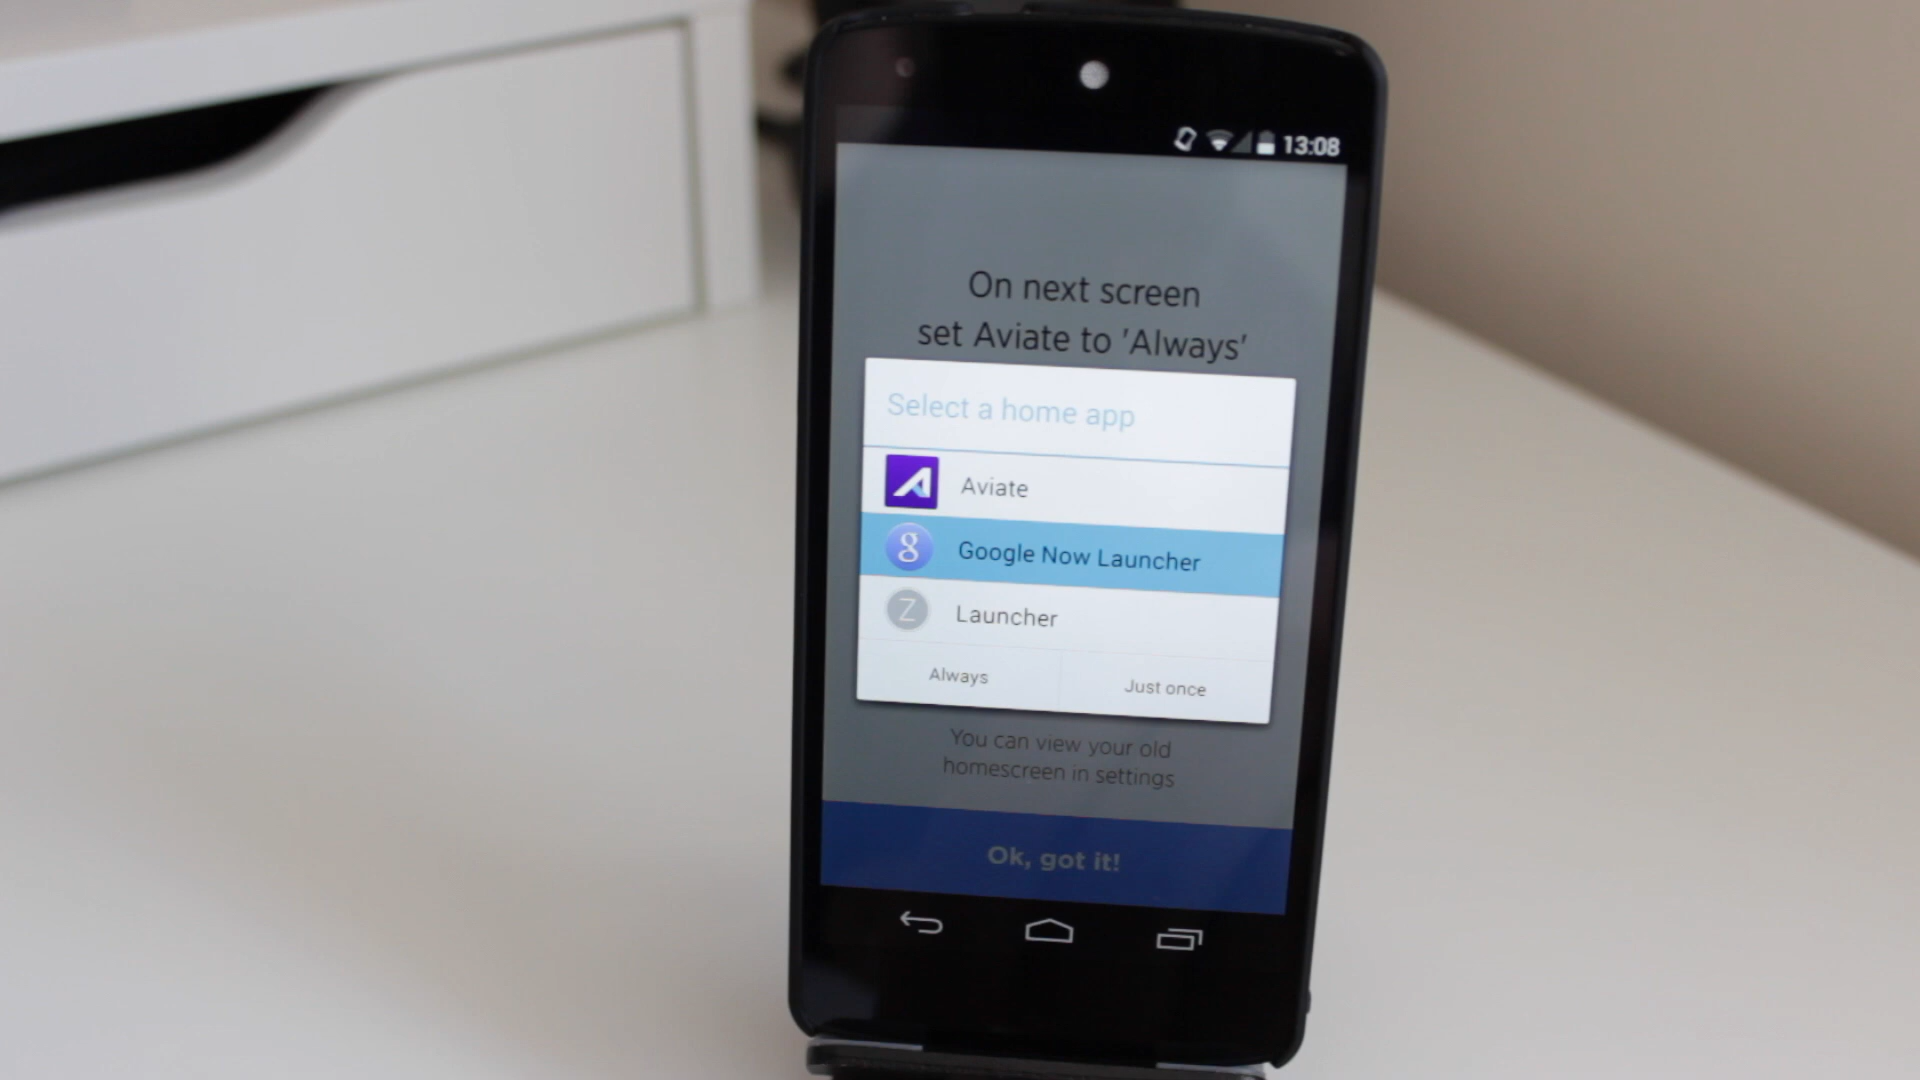 13:08
On next screen
set Aviate to 'Always'
Select a home app
Aviate
g Google Now Launcher
Z Launcher
Always Just once
You can view your old
homescreen in settings
Ok, got it!